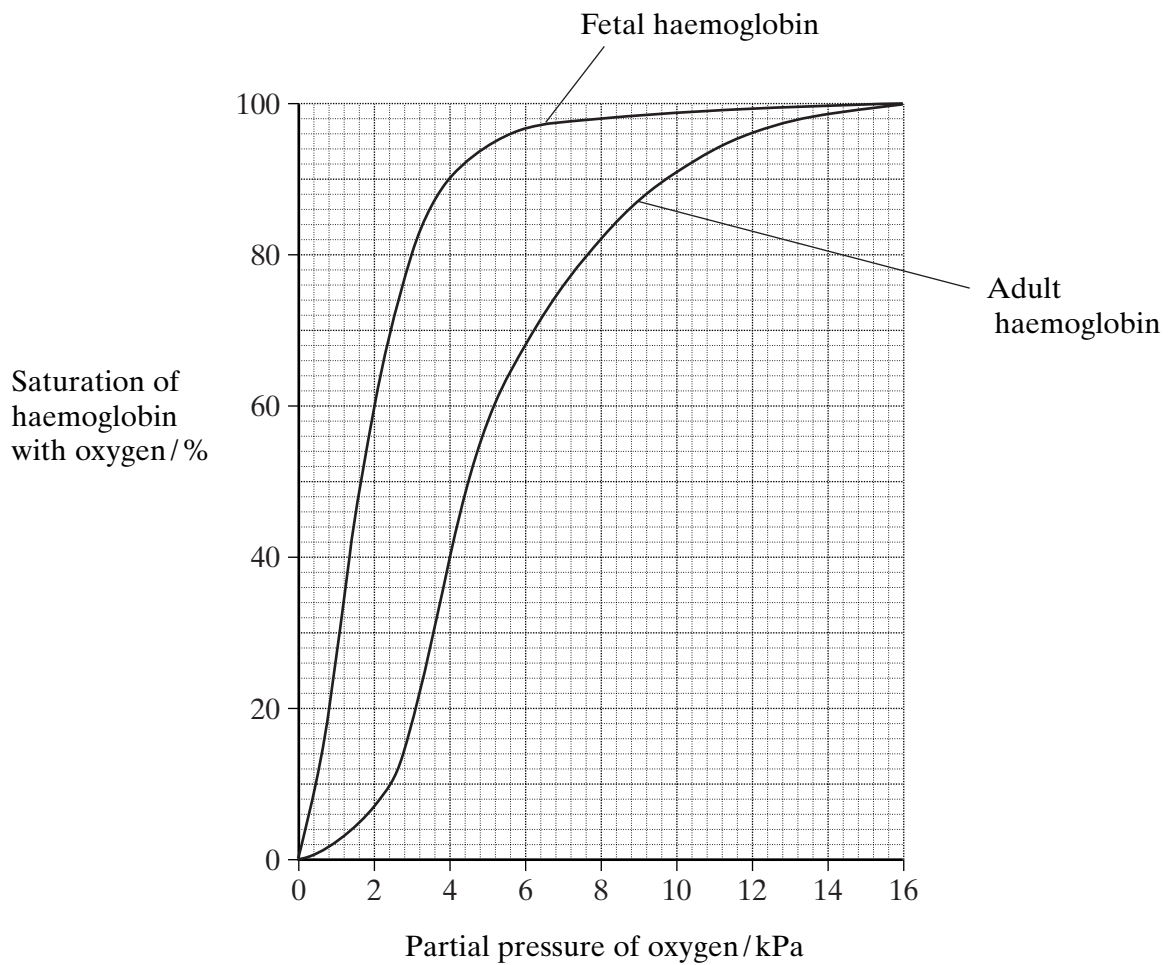 Fetal haemoglobin
100
80
60
40
20
0
Saturation of
haemoglobin
with oxygen / %
Adult
haemoglobin
0 2 4 6 8 10 12 14 16
Partial pressure of oxygen / kPa